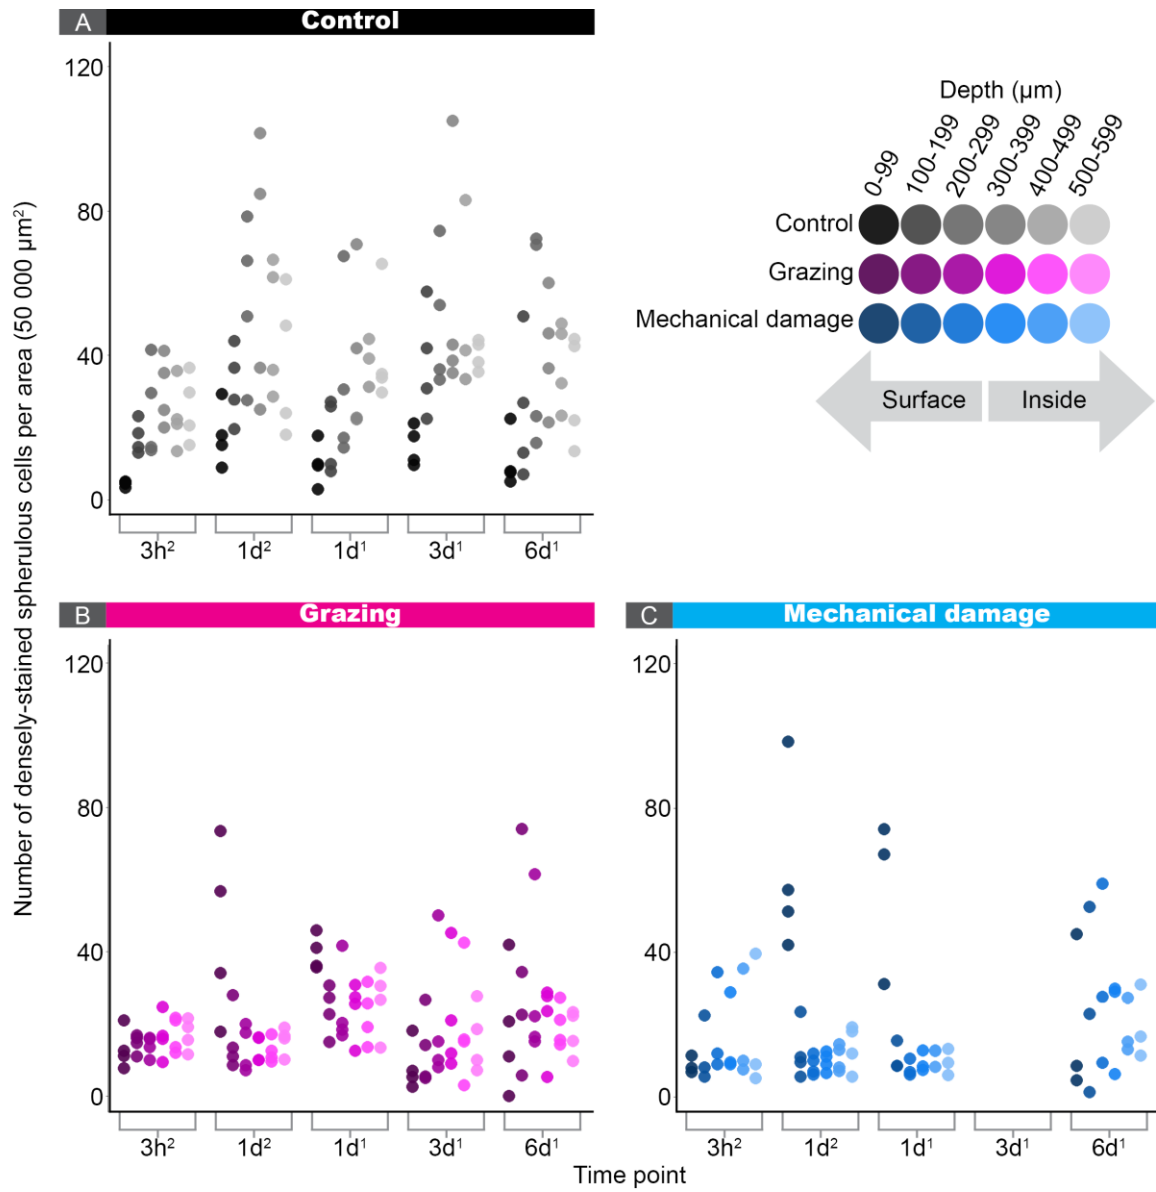 A Control
Depth (µm)
0-99 100-199 200-299 300-399 400-499 500-599
Control
Grazing
Mechanical damage
Surface Inside
Number of densely-stained spherulous cells per area (50 000 µm²)
120
80
40
0
3h² 1d² 1d¹ 3d¹ 6d¹
B Grazing
120
80
40
0
3h² 1d² 1d¹ 3d¹ 6d¹
C Mechanical damage
120
80
40
0
3h² 1d² 1d¹ 3d¹ 6d¹
Time point